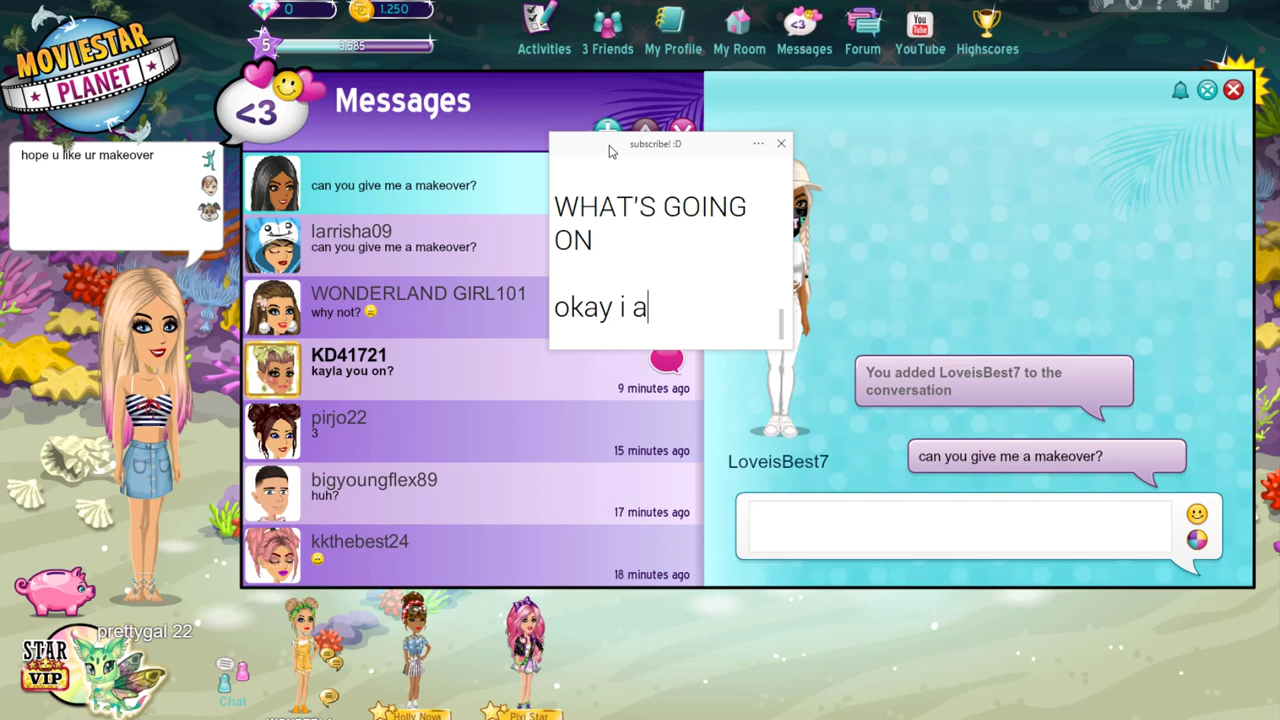 MOVIESTAR
PLANET
0
1,250
5
3,585
Activities
3 Friends
My Profile
My Room
<3
Messages
Forum
You
Tube
YouTube
Highscores
<3
Messages
hope u like ur makeover
can you give me a makeover?
larrisha09
can you give me a makeover?
WONDERLAND GIRL101
why not?
KD41721
kayla you on?
9 minutes ago
pirjo22
3
15 minutes ago
bigyoungflex89
huh?
17 minutes ago
kkthebest24
18 minutes ago
subscribe! :D
WHAT'S GOING
ON
okay i a
You added LoveisBest7 to the
conversation
can you give me a makeover?
LoveisBest7
prettygal 22
STAR
VIP
Chat
Holly Nova
Pixi Star